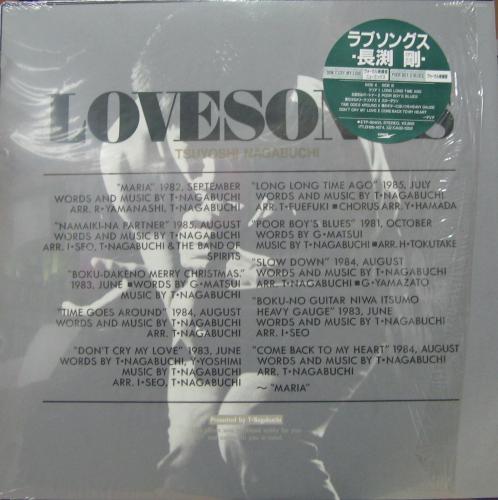 ラブソングス
・長渕 剛・
LOVESONGS
TSUYOSHI NAGABUCHI
"MARIA" 1982, SEPTEMBER
WORDS AND MUSIC BY T•NAGABUCHI
ARR. R•YAMANASHI, T•NAGABUCHI
"NAMAIKI-NA PARTNER" 1985, AUGUST
WORDS AND MUSIC BY T•NAGABUCHI
ARR. I•SEO, T•NAGABUCHI & THE BAND OF
SPIRITS
"BOKU-DAKENO MERRY CHRISTMAS."
1983, JUNE ■WORDS BY G•MATSUI
MUSIC BY T•NAGABUCHI
"TIME GOES AROUND" 1984, AUGUST
WORDS AND MUSIC BY T•NAGABUCHI
ARR. T•NAGABUCHI
"DON'T CRY MY LOVE" 1983, JUNE
WORDS BY T•NAGABUCHI, Y•YOSHIMI
MUSIC BY T•NAGABUCHI
ARR. I•SEO, T•NAGABUCHI
"LONG LONG TIME AGO" 1985, JULY
WORDS AND MUSIC BY T•NAGABUCHI
ARR. T•FUEFUKI ■CHORUS ARR. Y•HAMADA
"POOR BOY'S BLUES" 1981, OCTOBER
WORDS BY G•MATSUI
MUSIC BY T•NAGABUCHI ■ARR. H•TOKUTAKE
"SLOW DOWN" 1984, AUGUST
WORDS AND MUSIC BY T•NAGABUCHI
ARR. T•NAGABUCHI ■G•YAMAZATO
"BOKU-NO GUITAR NIWA ITSUMO
HEAVY GAUGE" 1983, JUNE
WORDS AND MUSIC BY T•NAGABUCHI
ARR. I•SEO
"COME BACK TO MY HEART" 1984, AUGUST
WORDS AND MUSIC BY T•NAGABUCHI
ARR. T•NAGABUCHI
～"MARIA"
Presented by T•Nagabuchi